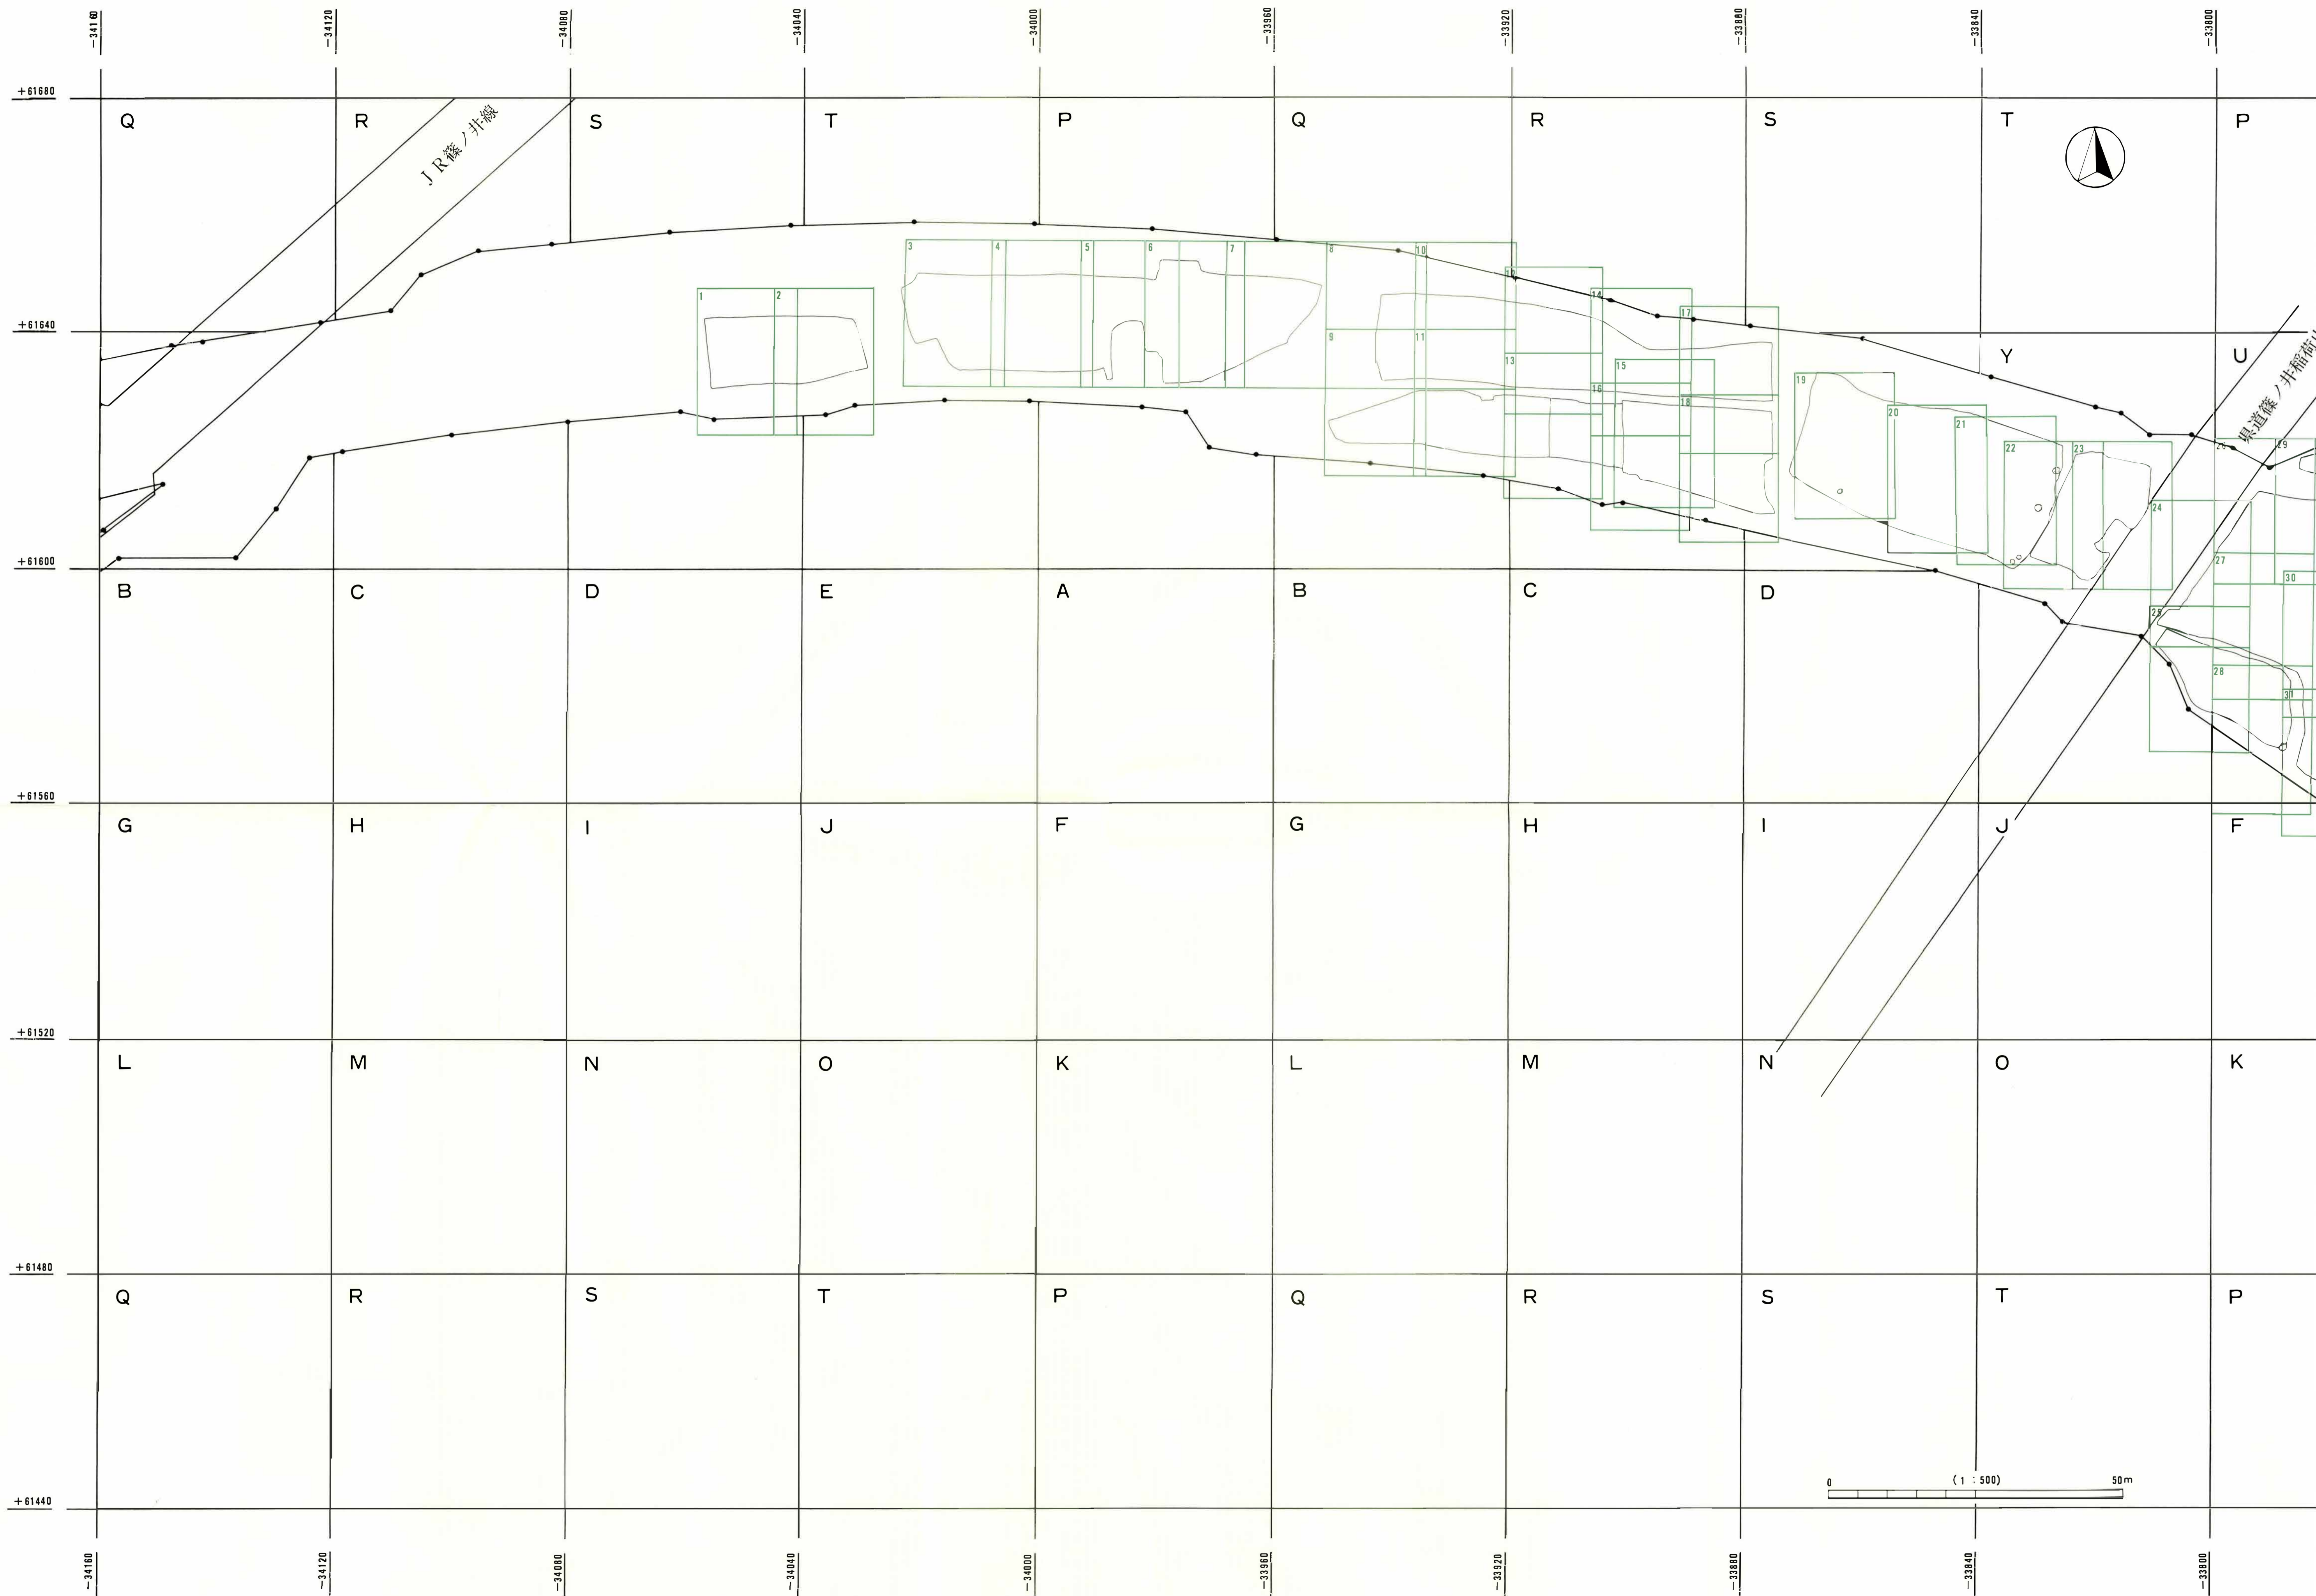 -34160 -34120 -34080 -34040 -34000 -33960 -33920 -33880 -33840 -33800
+61680
Q R S T P Q R S T P
JR篠ノ井線
3 4 5 6 7 8 10
12
1 2 14
17
+61640
9 11 13 15 Y U
県道篠ノ井稲荷山
16 18 19 20 21
22 23 29
24
27
+61600
30
B C D E A B C D
25
28
31
+61560
G H I J F G H I J F
+61520
L M N O K L M N O K
+61480
Q R S T P Q R S T P
0 (1:500) 50m
+61440
-34160 -34120 -34080 -34040 -34000 -33960 -33920 -33880 -33840 -33800